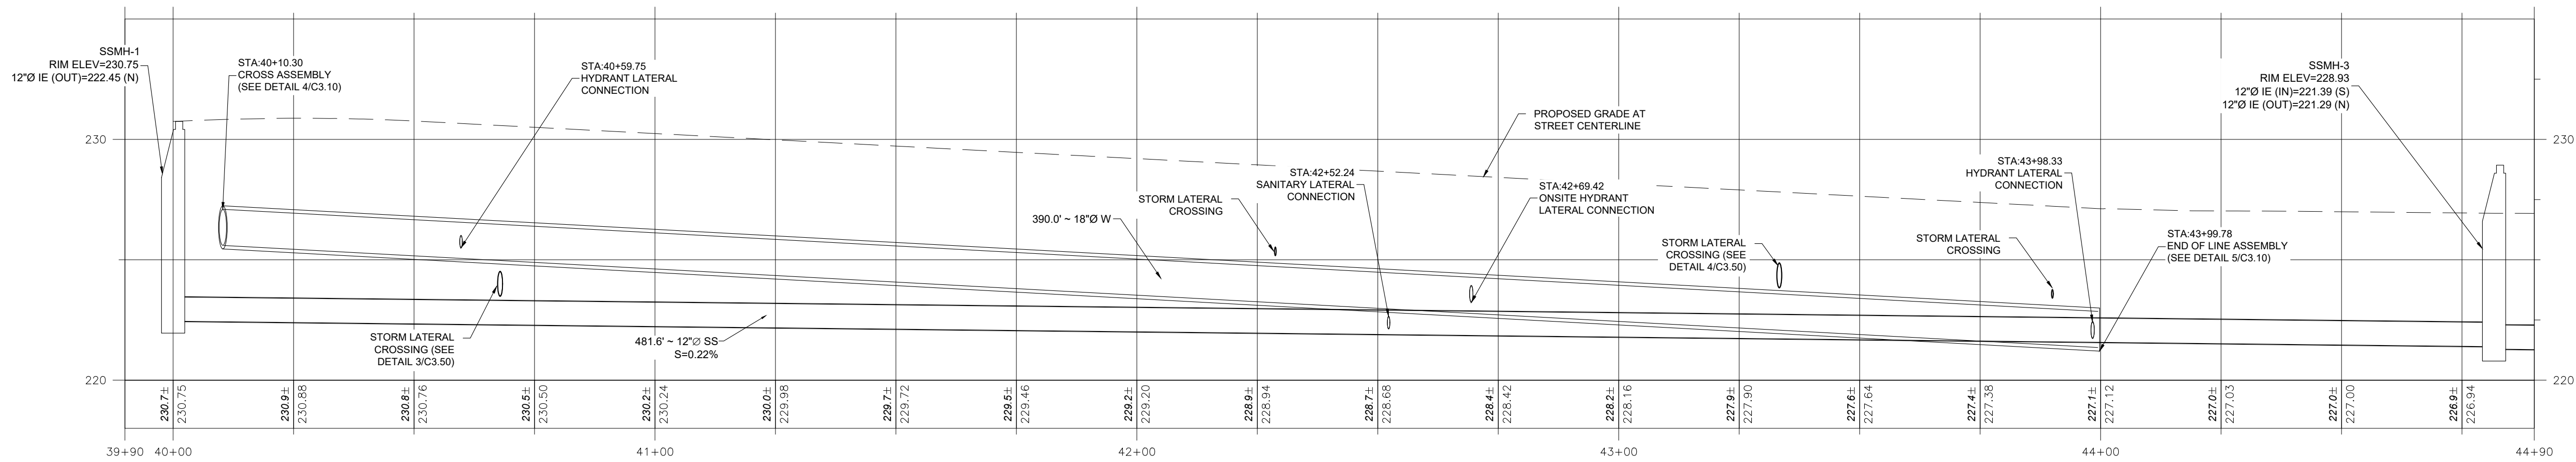 SSMH-1
RIM ELEV=230.75
12"Ø IE (OUT)=222.45 (N)
STA:40+10.30
CROSS ASSEMBLY
(SEE DETAIL 4/C3.10)
STA:40+59.75
HYDRANT LATERAL
CONNECTION
PROPOSED GRADE AT
STREET CENTERLINE
SSMH-3
RIM ELEV=228.93
12"Ø IE (IN)=221.39 (S)
12"Ø IE (OUT)=221.29 (N)
230
230
STORM LATERAL
CROSSING
STA:42+52.24
SANITARY LATERAL
CONNECTION
STA:42+69.42
ONSITE HYDRANT
LATERAL CONNECTION
STA:43+98.33
HYDRANT LATERAL
CONNECTION
390.0' ~ 18"Ø W
STORM LATERAL
CROSSING (SEE
DETAIL 4/C3.50)
STORM LATERAL
CROSSING
STA:43+99.78
END OF LINE ASSEMBLY
(SEE DETAIL 5/C3.10)
STORM LATERAL
CROSSING (SEE
DETAIL 3/C3.50)
481.6' ~ 12"Ø SS
S=0.22%
220
220
230.7±
230.75
230.9±
230.88
230.8±
230.76
230.5±
230.50
230.2±
230.24
230.0±
229.98
229.7±
229.72
229.5±
229.46
229.2±
229.20
228.9±
228.94
228.7±
228.68
228.4±
228.42
228.2±
228.16
227.9±
227.90
227.6±
227.64
227.4±
227.38
227.1±
227.12
227.0±
227.03
227.0±
227.00
226.9±
226.94
39+90
40+00
41+00
42+00
43+00
44+00
44+90